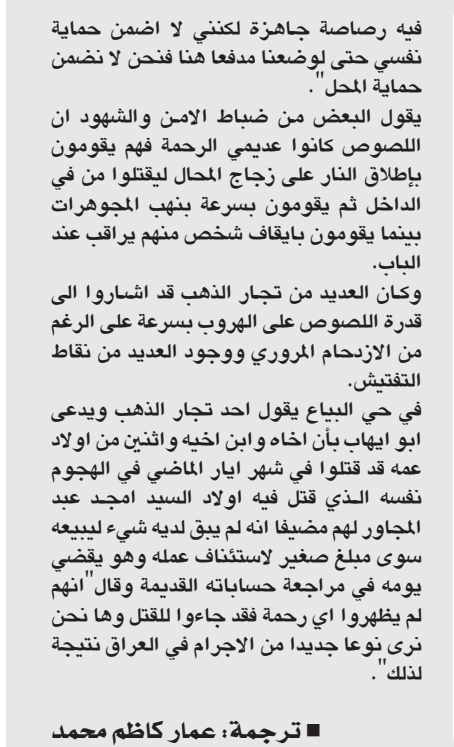 فيه رصاصة جاهزة لكنني لا اضمن حماية
نفسي حتى لوضعنا مدفعا هنا فنحن لا نضمن
حماية المحل".
يقول البعض من ضباط الامن والشهود ان
اللصوص كانوا عديمي الرحمة فهم يقومون
بإطلاق النار على زجاج المحال ليقتلوا من في
الداخل ثم يقومون بسرعة بنهب المجوهرات
بينما يقومون بايقاف شخص منهم يراقب عند
الباب.
وكان العديد من تجار الذهب قد اشاروا الى
قدرة اللصوص على الهروب بسرعة على الرغم
من الازدحام المروري ووجود العديد من نقاط
التفتيش.
في حي البياع يقول احد تجار الذهب ويدعى
ابو ايهاب بأن اخاه وابن اخيه واثنين من اولاد
عمه قد قتلوا في شهر ايار الماضي في الهجوم
نفسه الذي قتل فيه اولاد السيد امجد عبد
المجاور لهم مضيفا انه لم يبق لديه شيء ليبيعه
سوى مبلغ صغير لاستئناف عمله وهو يقضي
يومه في مراجعة حساباته القديمة وقال"انهم
لم يظهروا اي رحمة فقد جاءوا للقتل وها نحن
نرى نوعا جديدا من الاجرام في العراق نتيجة
لذلك".
■ ترجمة: عمار كاظم محمد